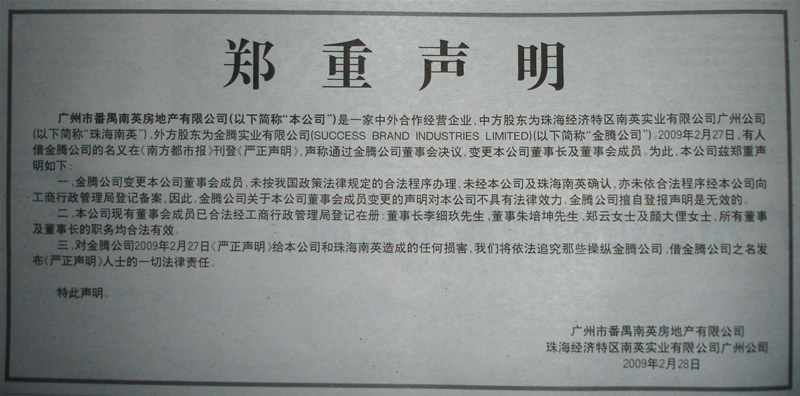 郑重声明
广州市番禺南英房地产有限公司(以下简称“本公司”)是一家中外合作经营企业,中方股东为珠海经济特区南英实业有限公司广州公司
(以下简称“珠海南英”),外方股东为金腾实业有限公司(SUCCESS BRAND INDUSTRIES LIMITED)(以下简称“金腾公司”)。2009年2月27日,有人
借金腾公司的名义在《南方都市报》刊登《严正声明》,声称通过金腾公司董事会决议,变更本公司董事长及董事会成员。为此,本公司兹郑重声
明如下:
一、金腾公司变更本公司董事会成员,未按我国政策法律规定的合法程序办理,未经本公司及珠海南英确认,亦未依合法程序经本公司向
工商行政管理局登记备案,因此,金腾公司关于本公司董事会成员变更的声明对本公司不具有法律效力,金腾公司擅自登报声明是无效的。
二、本公司现有董事会成员已合法经工商行政管理局登记在册:董事长李细玖先生,董事朱培坤先生,郑云女士及颜大俚女士,所有董事
及董事长的职务均合法有效。
三、对金腾公司2009年2月27日《严正声明》给本公司和珠海南英造成的任何损害,我们将依法追究那些操纵金腾公司、借金腾公司之名发
布《严正声明》人士的一切法律责任。
特此声明。
广州市番禺南英房地产有限公司
珠海经济特区南英实业有限公司广州公司
2009年2月28日